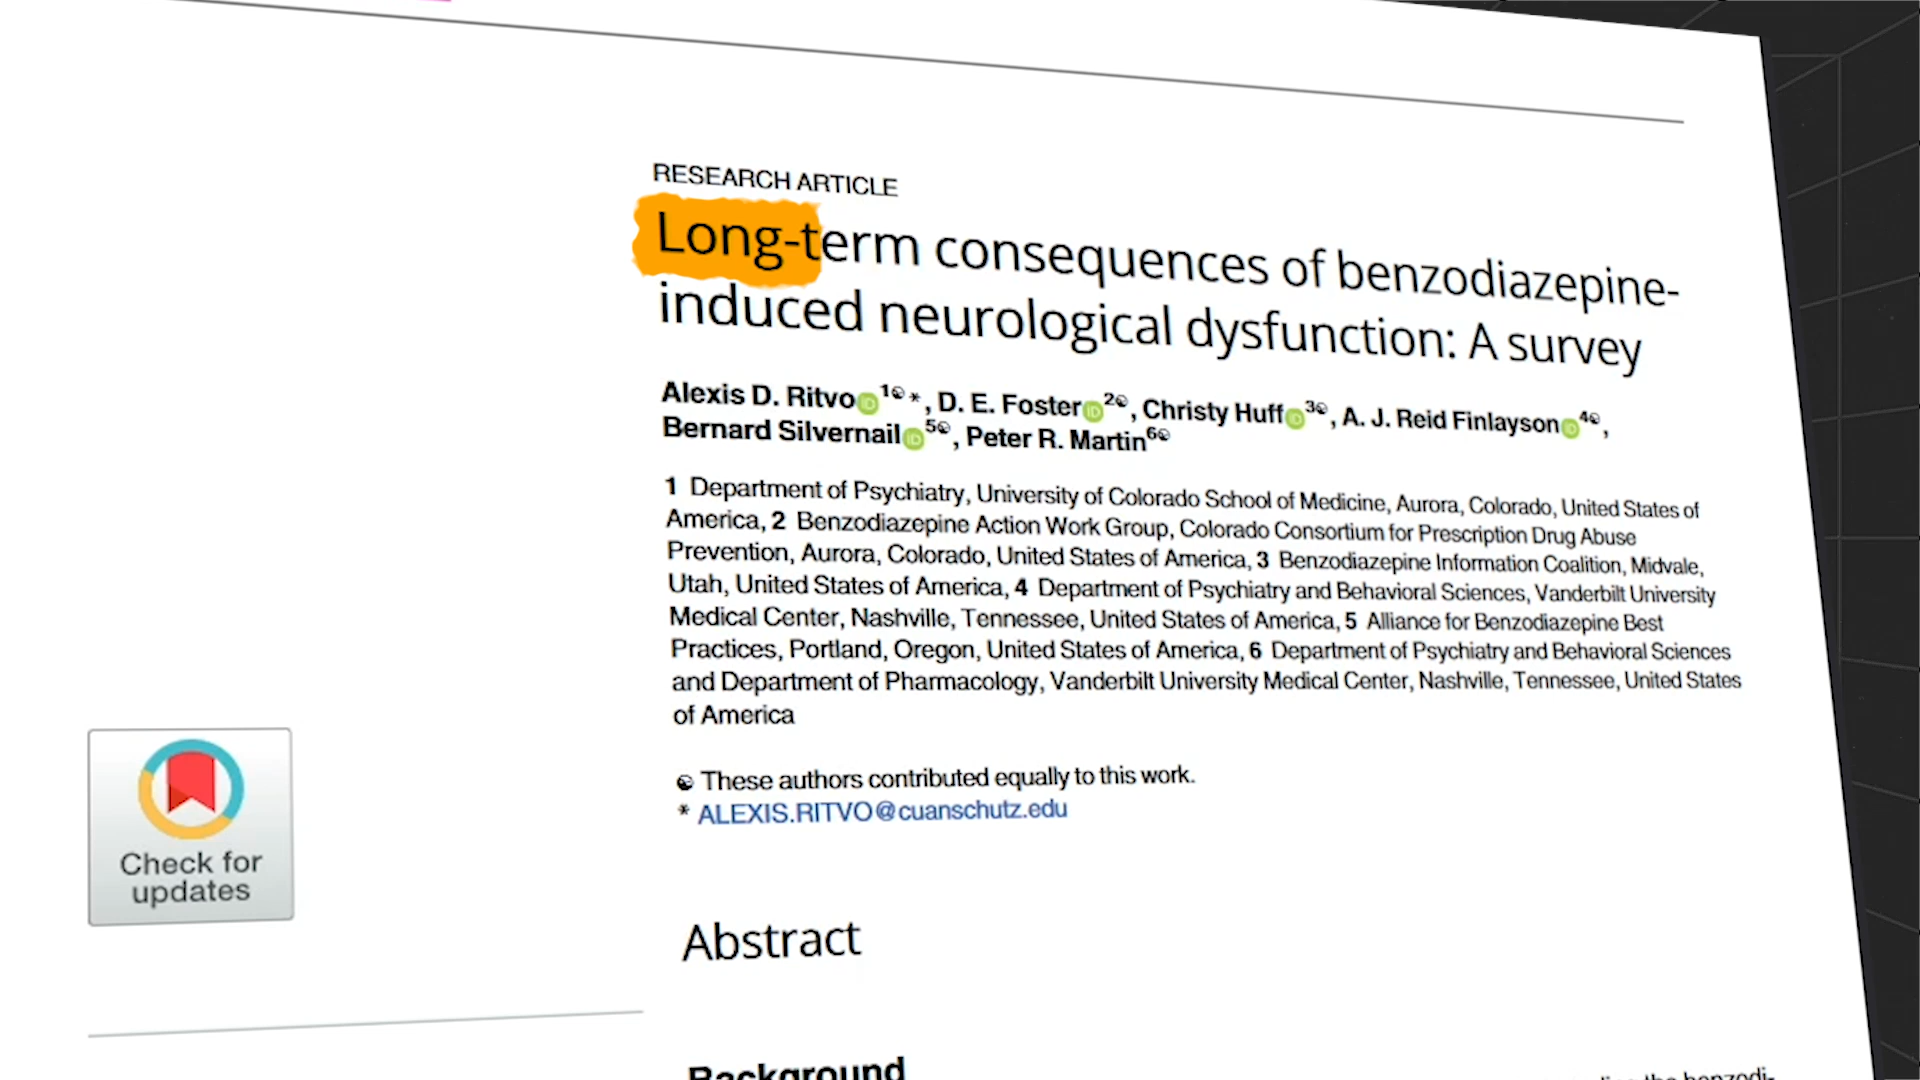 RESEARCH ARTICLE
Long-term consequences of benzodiazepine-
induced neurological dysfunction: A survey
Alexis D. Ritvo iD 1☯*, D. E. Foster iD 2☯, Christy Huff iD 3☯, A. J. Reid Finlayson iD 4☯,
Bernard Silvernail iD 5☯, Peter R. Martin 6☯
1 Department of Psychiatry, University of Colorado School of Medicine, Aurora, Colorado, United States of
America, 2 Benzodiazepine Action Work Group, Colorado Consortium for Prescription Drug Abuse
Prevention, Aurora, Colorado, United States of America, 3 Benzodiazepine Information Coalition, Midvale,
Utah, United States of America, 4 Department of Psychiatry and Behavioral Sciences, Vanderbilt University
Medical Center, Nashville, Tennessee, United States of America, 5 Alliance for Benzodiazepine Best
Practices, Portland, Oregon, United States of America, 6 Department of Psychiatry and Behavioral Sciences
and Department of Pharmacology, Vanderbilt University Medical Center, Nashville, Tennessee, United States
of America
☯ These authors contributed equally to this work.
* ALEXIS.RITVO@cuanschutz.edu
Check for
updates
Abstract
Background
the benzodi-